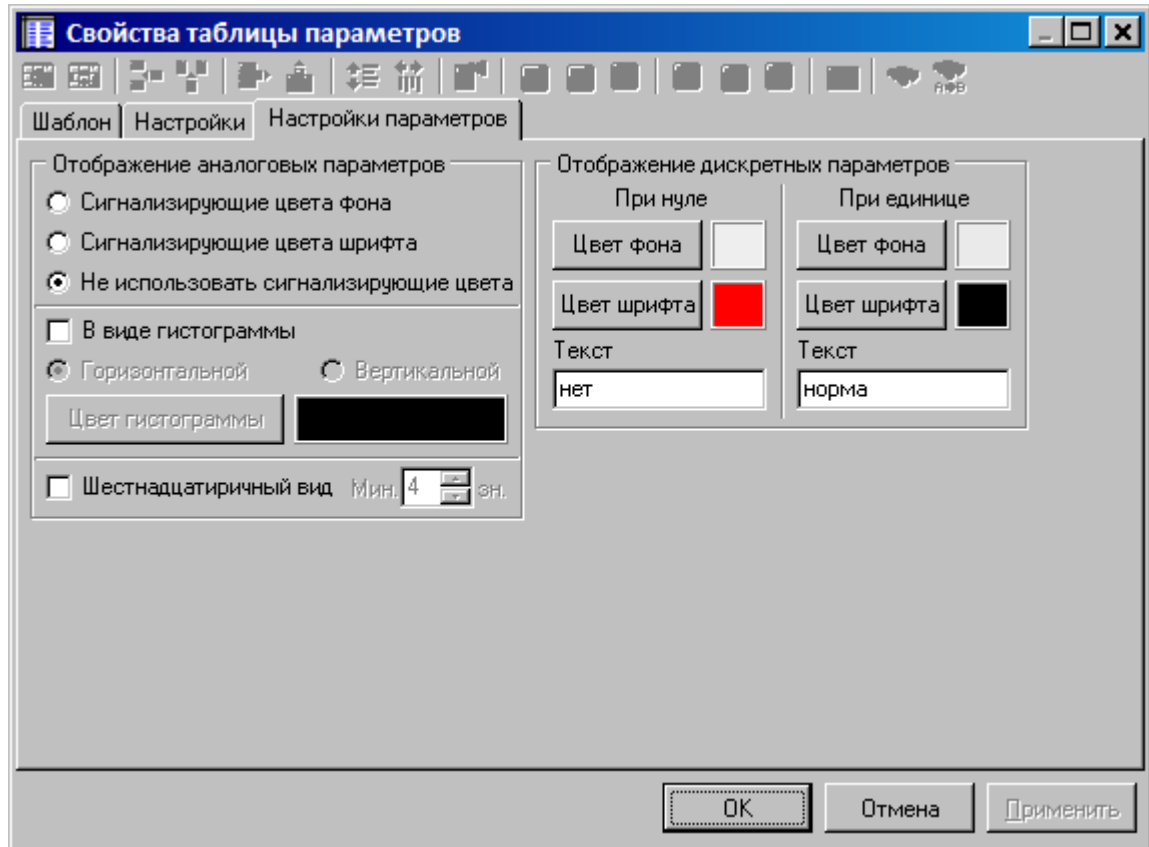 Свойства таблицы параметров
A B
Шаблон Настройки Настройки параметров
Отображение аналоговых параметров
Сигнализирующие цвета фона
Сигнализирующие цвета шрифта
Не использовать сигнализирующие цвета
В виде гистограммы
Горизонтальной Вертикальной
Цвет гистограммы
Шестнадцатиричный вид Мин. 4 зн.
Отображение дискретных параметров
При нуле При единице
Цвет фона Цвет фона
Цвет шрифта Цвет шрифта
Текст Текст
нет норма
OK Отмена Применить